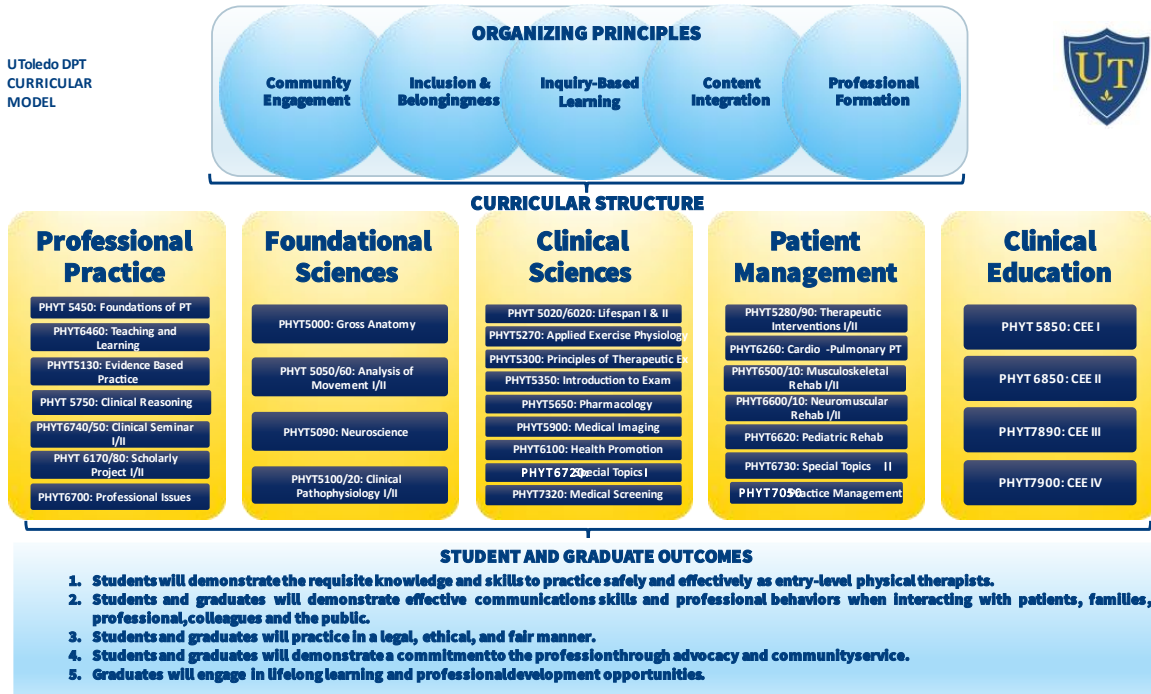 UToledo DPT
CURRICULAR
MODEL
ORGANIZING PRINCIPLES
Community
Engagement
Inclusion &
Belongingness
Inquiry-Based
Learning
Content
Integration
Professional
Formation
UT
CURRICULAR STRUCTURE
Professional
Practice
PHYT 5450: Foundations of PT
PHYT6460: Teaching and
Learning
PHYT5130: Evidence Based
Practice
PHYT 5750: Clinical Reasoning
PHYT6740/50: Clinical Seminar
I/II
PHYT 6170/80: Scholarly
Project I/II
PHYT6700: Professional Issues
Foundational
Sciences
PHYT5000: Gross Anatomy
PHYT 5050/60: Analysis of
Movement I/II
PHYT5090: Neuroscience
PHYT5100/20: Clinical
Pathophysiology I/II
Clinical
Sciences
PHYT 5020/6020: Lifespan I & II
PHYT5270: Applied Exercise Physiology
PHYT5300: Principles of Therapeutic Ex
PHYT5350: Introduction to Exam
PHYT5650: Pharmacology
PHYT5900: Medical Imaging
PHYT6100: Health Promotion
PHYT6720: Special Topics I
PHYT7320: Medical Screening
Patient
Management
PHYT5280/90: Therapeutic
Interventions I/II
PHYT6260: Cardio -Pulmonary PT
PHYT6500/10: Musculoskeletal
Rehab I/II
PHYT6600/10: Neuromuscular
Rehab I/II
PHYT6620: Pediatric Rehab
PHYT6730: Special Topics II
PHYT7050: Practice Management
Clinical
Education
PHYT 5850: CEE I
PHYT 6850: CEE II
PHYT7890: CEE III
PHYT7900: CEE IV
STUDENT AND GRADUATE OUTCOMES
1. Students will demonstrate the requisite knowledge and skills to practice safely and effectively as entry-level physical therapists.
2. Students and graduates will demonstrate effective communications skills and professional behaviors when interacting with patients, families,
professional, colleagues and the public.
3. Students and graduates will practice in a legal, ethical, and fair manner.
4. Students and graduates will demonstrate a commitment to the profession through advocacy and community service.
5. Graduates will engage in lifelong learning and professional development opportunities.